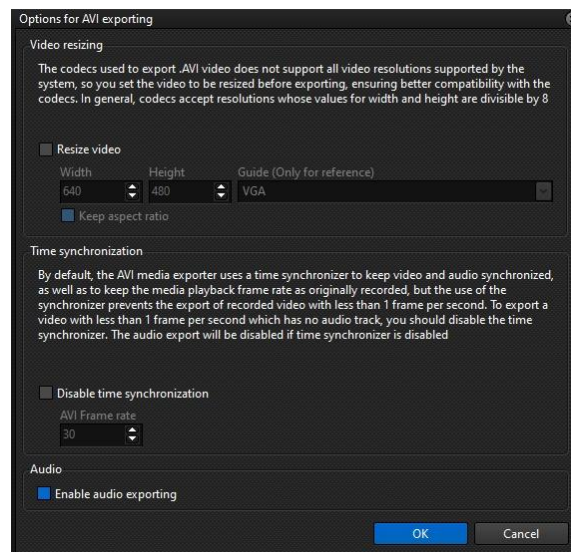 Options for AVI exporting
Video resizing
The codecs used to export .AVI video does not support all video resolutions supported by the
system, so you set the video to be resized before exporting, ensuring better compatibility with the
codecs. In general, codecs accept resolutions whose values for width and height are divisible by 8
Resize video
Width Height Guide (Only for reference)
640 480 VGA
Keep aspect ratio
Time synchronization
By default, the AVI media exporter uses a time synchronizer to keep video and audio synchronized,
as well as to keep the media playback frame rate as originally recorded, but the use of the
synchronizer prevents the export of recorded video with less than 1 frame per second. To export a
video with less than 1 frame per second which has no audio track, you should disable the time
synchronizer. The audio export will be disabled if time synchronizer is disabled
Disable time synchronization
AVI Frame rate
30
Audio
Enable audio exporting
OK Cancel